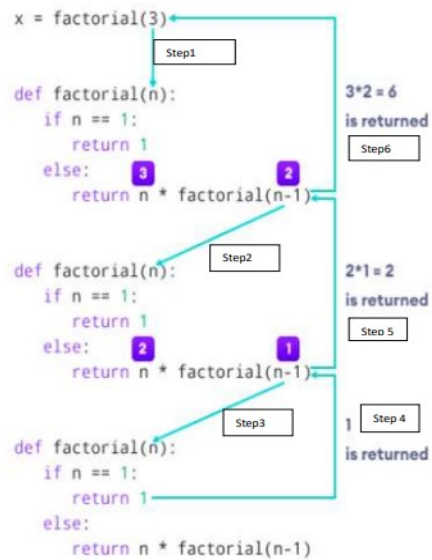 x = factorial(3)
Step1
def factorial(n):
if n == 1:
return 1
else:
3 2
return n * factorial(n-1)
3*2 = 6
is returned
Step6
Step2
def factorial(n):
if n == 1:
return 1
else:
2 1
return n * factorial(n-1)
2*1 = 2
is returned
Step 5
Step3
def factorial(n):
if n == 1:
return 1
else:
return n * factorial(n-1)
1 Step 4
is returned